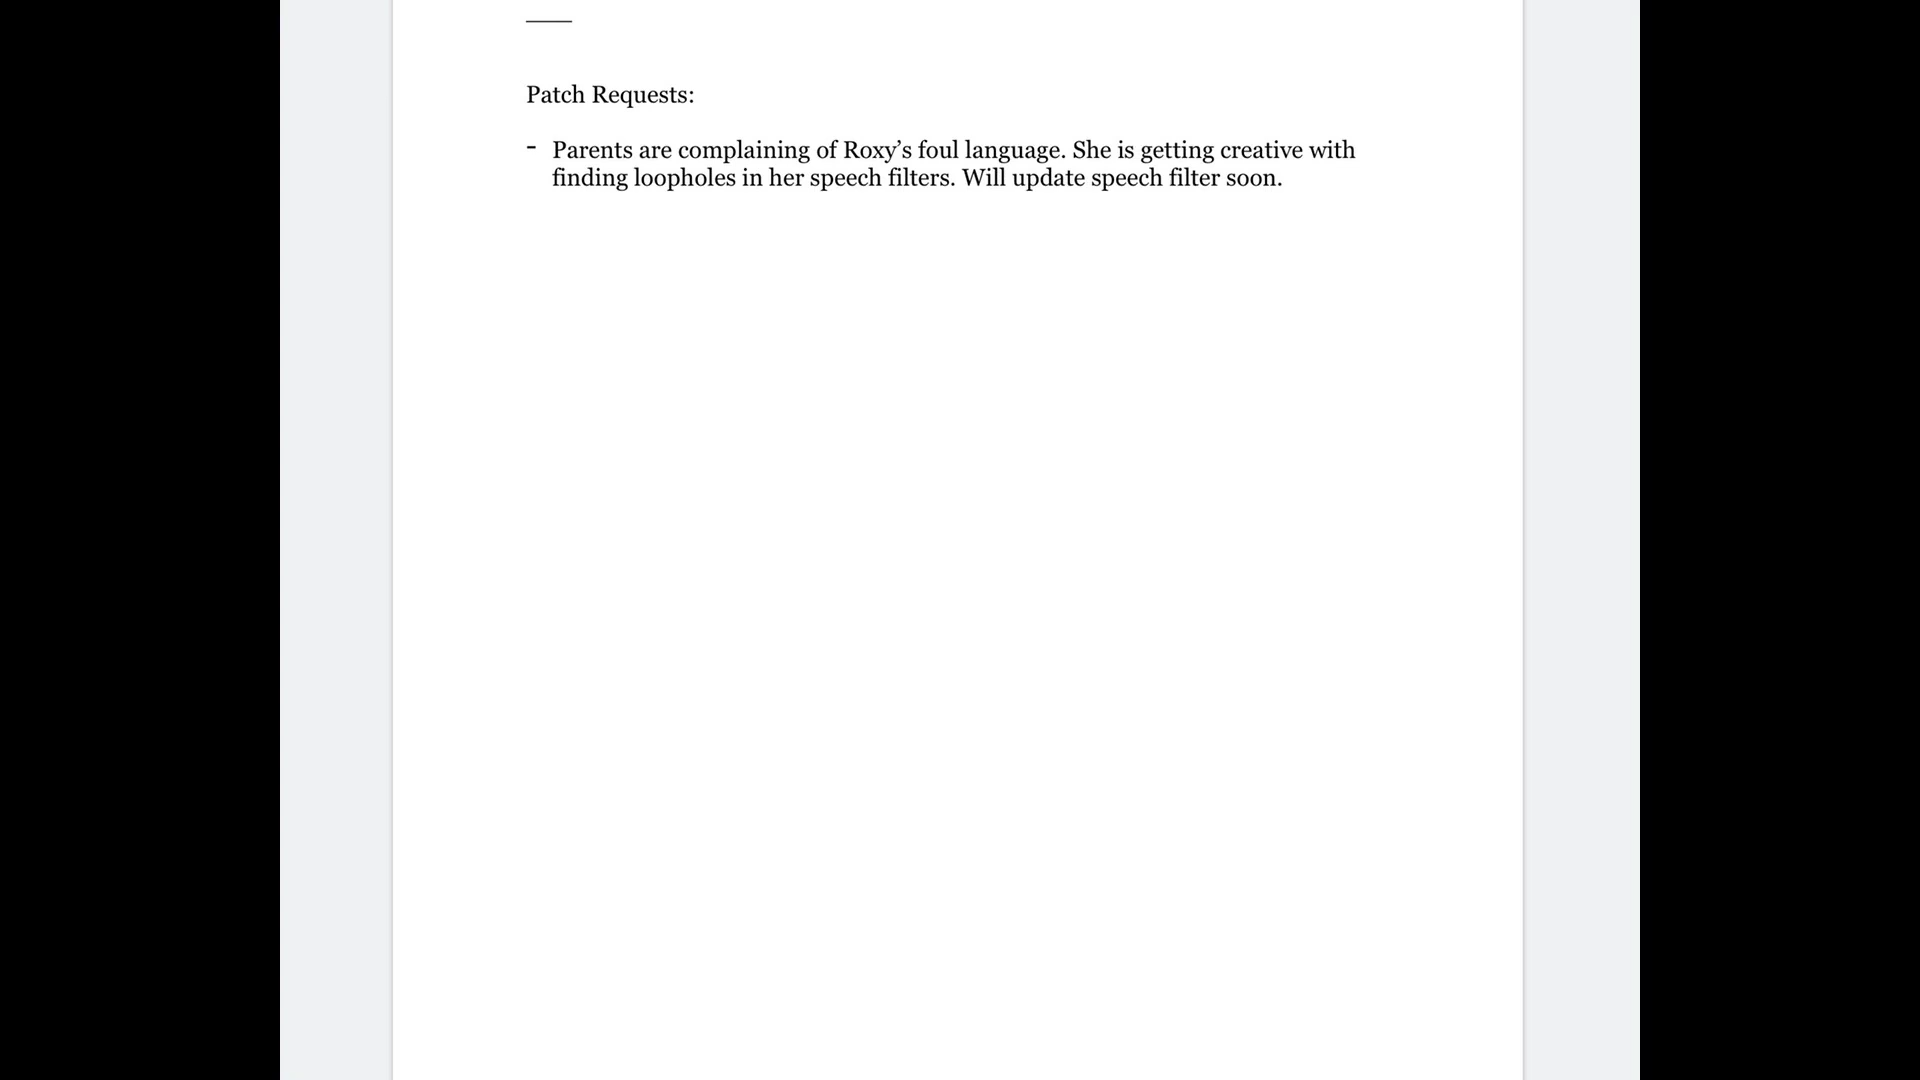 ____
Patch Requests:
- Parents are complaining of Roxy’s foul language. She is getting creative with
finding loopholes in her speech filters. Will update speech filter soon.